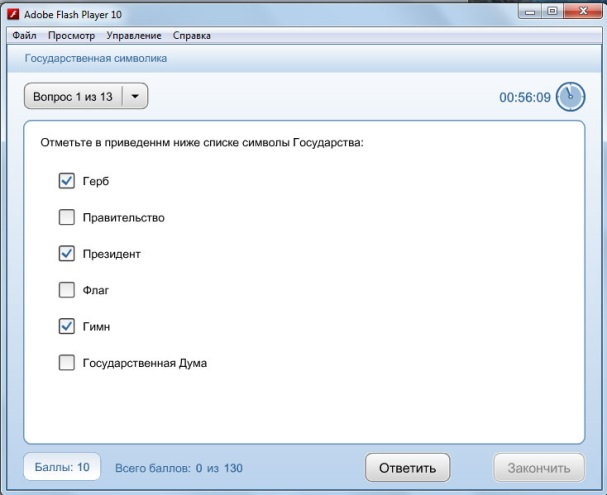 Adobe Flash Player 10
Файл Просмотр Управление Справка
Государственная символика
Вопрос 1 из 13
00:56:09
Отметьте в приведеннм ниже списке символы Государства:
Герб
Правительство
Президент
Флаг
Гимн
Государственная Дума
Баллы: 10
Всего баллов: 0 из 130
Ответить
Закончить